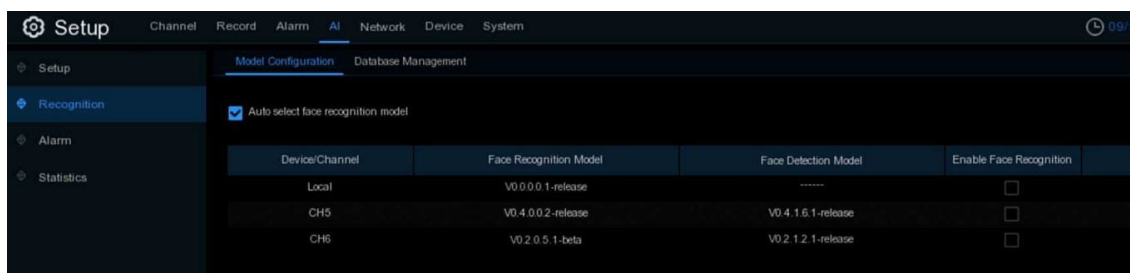 Setup Channel Record Alarm AI Network Device System 09/
Setup Model Configuration Database Management
Recognition Auto select face recognition model
Alarm
Device/Channel Face Recognition Model Face Detection Model Enable Face Recognition
Statistics
Local V0.0.0.0.1-release ------
CH5 V0.4.0.0.2-release V0.4.1.6.1-release
CH6 V0.2.0.5.1-beta V0.2.1.2.1-release